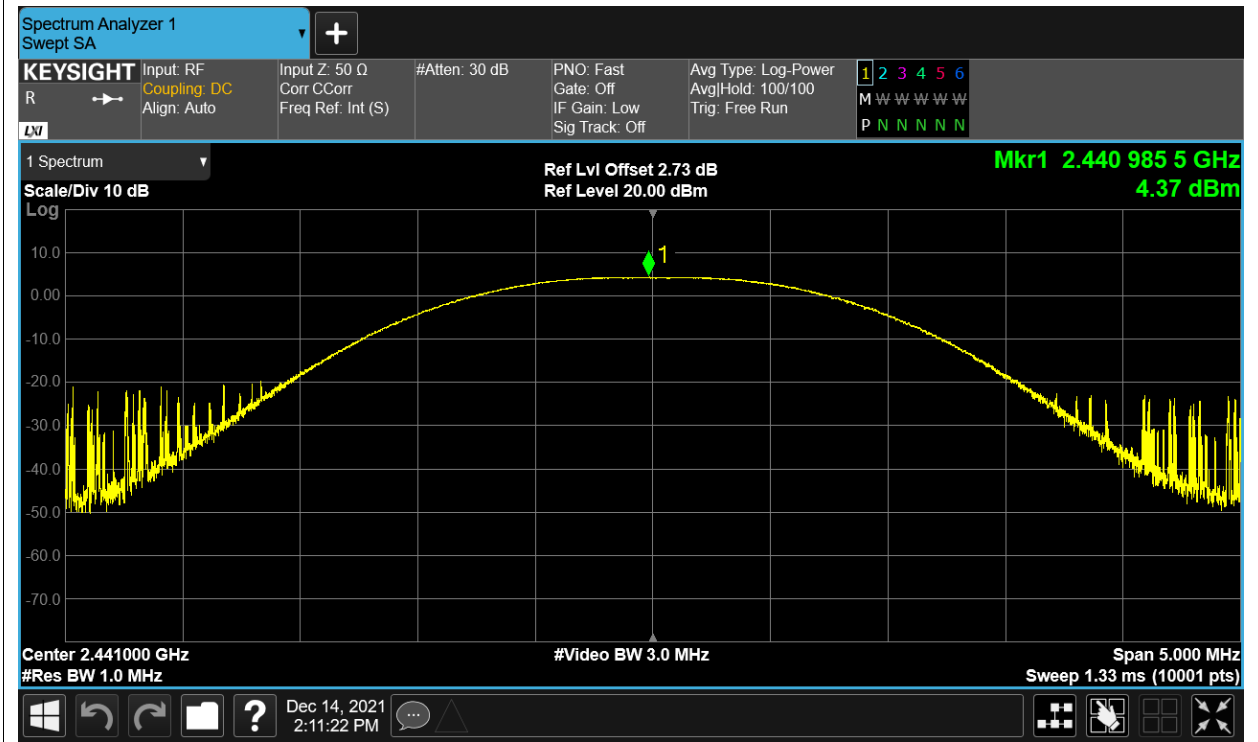 Spectrum Analyzer 1
Swept SA
KEYSIGHT
R
LXI
Input: RF
Coupling: DC
Align: Auto
Input Z: 50 Ω
Corr CCorr
Freq Ref: Int (S)
#Atten: 30 dB
PNO: Fast
Gate: Off
IF Gain: Low
Sig Track: Off
Avg Type: Log-Power
Avg|Hold: 100/100
Trig: Free Run
1 2 3 4 5 6
M W W W W W
P N N N N N
1 Spectrum
Scale/Div 10 dB
Log
Ref Lvl Offset 2.73 dB
Ref Level 20.00 dBm
Mkr1 2.440 985 5 GHz
4.37 dBm
1
10.0
0.00
-10.0
-20.0
-30.0
-40.0
-50.0
-60.0
-70.0
Center 2.441000 GHz
#Res BW 1.0 MHz
#Video BW 3.0 MHz
Span 5.000 MHz
Sweep 1.33 ms (10001 pts)
?
Dec 14, 2021
2:11:22 PM